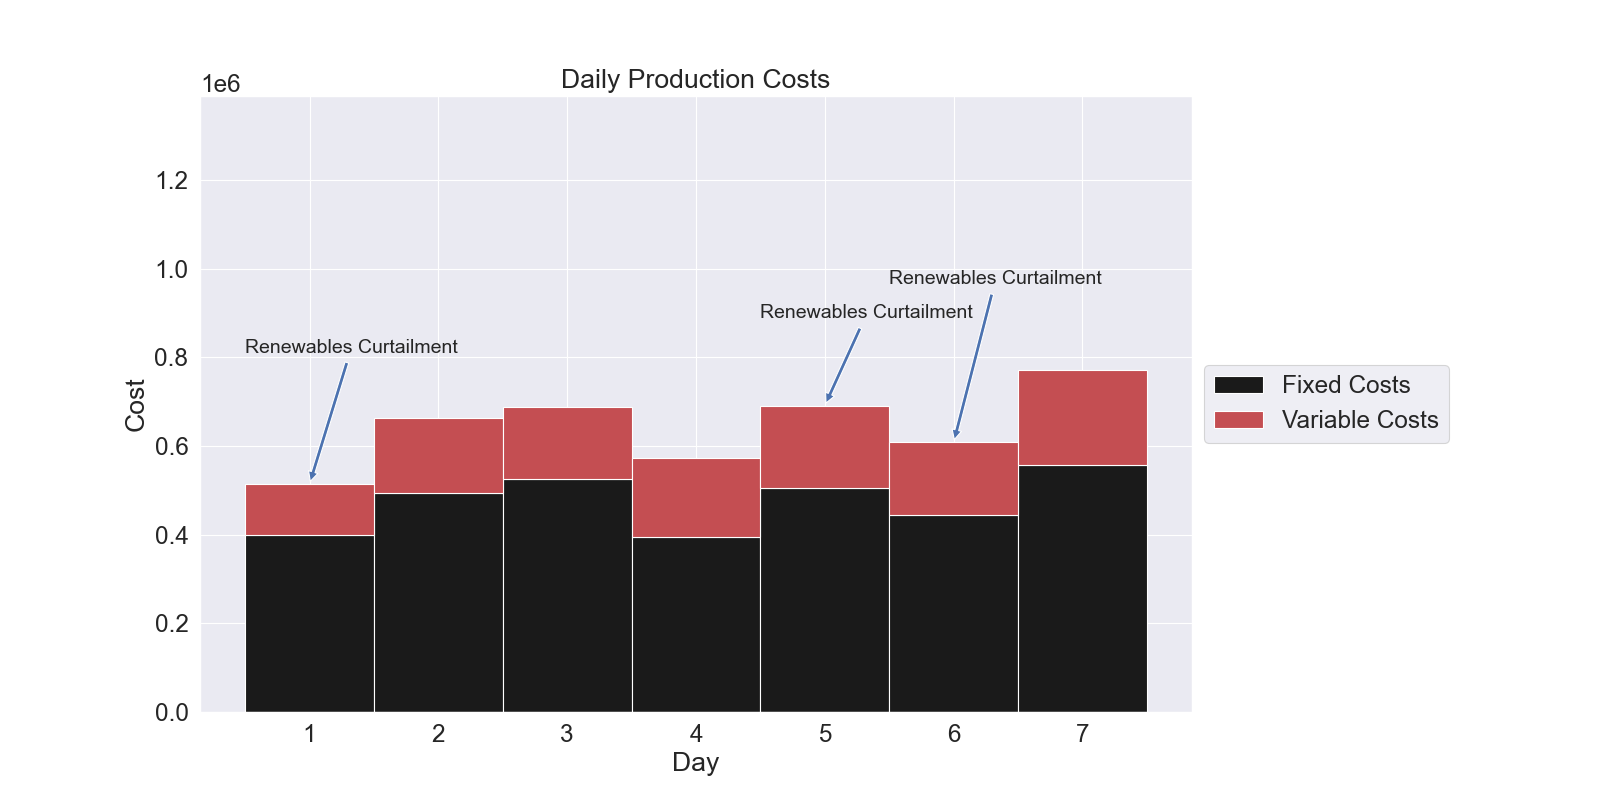 Daily Production Costs
1e6
1.2
1.0
0.8
0.6
0.4
0.2
0.0
Cost
Renewables Curtailment
Renewables Curtailment
Renewables Curtailment
Fixed Costs
Variable Costs
1 2 3 4 5 6 7
Day